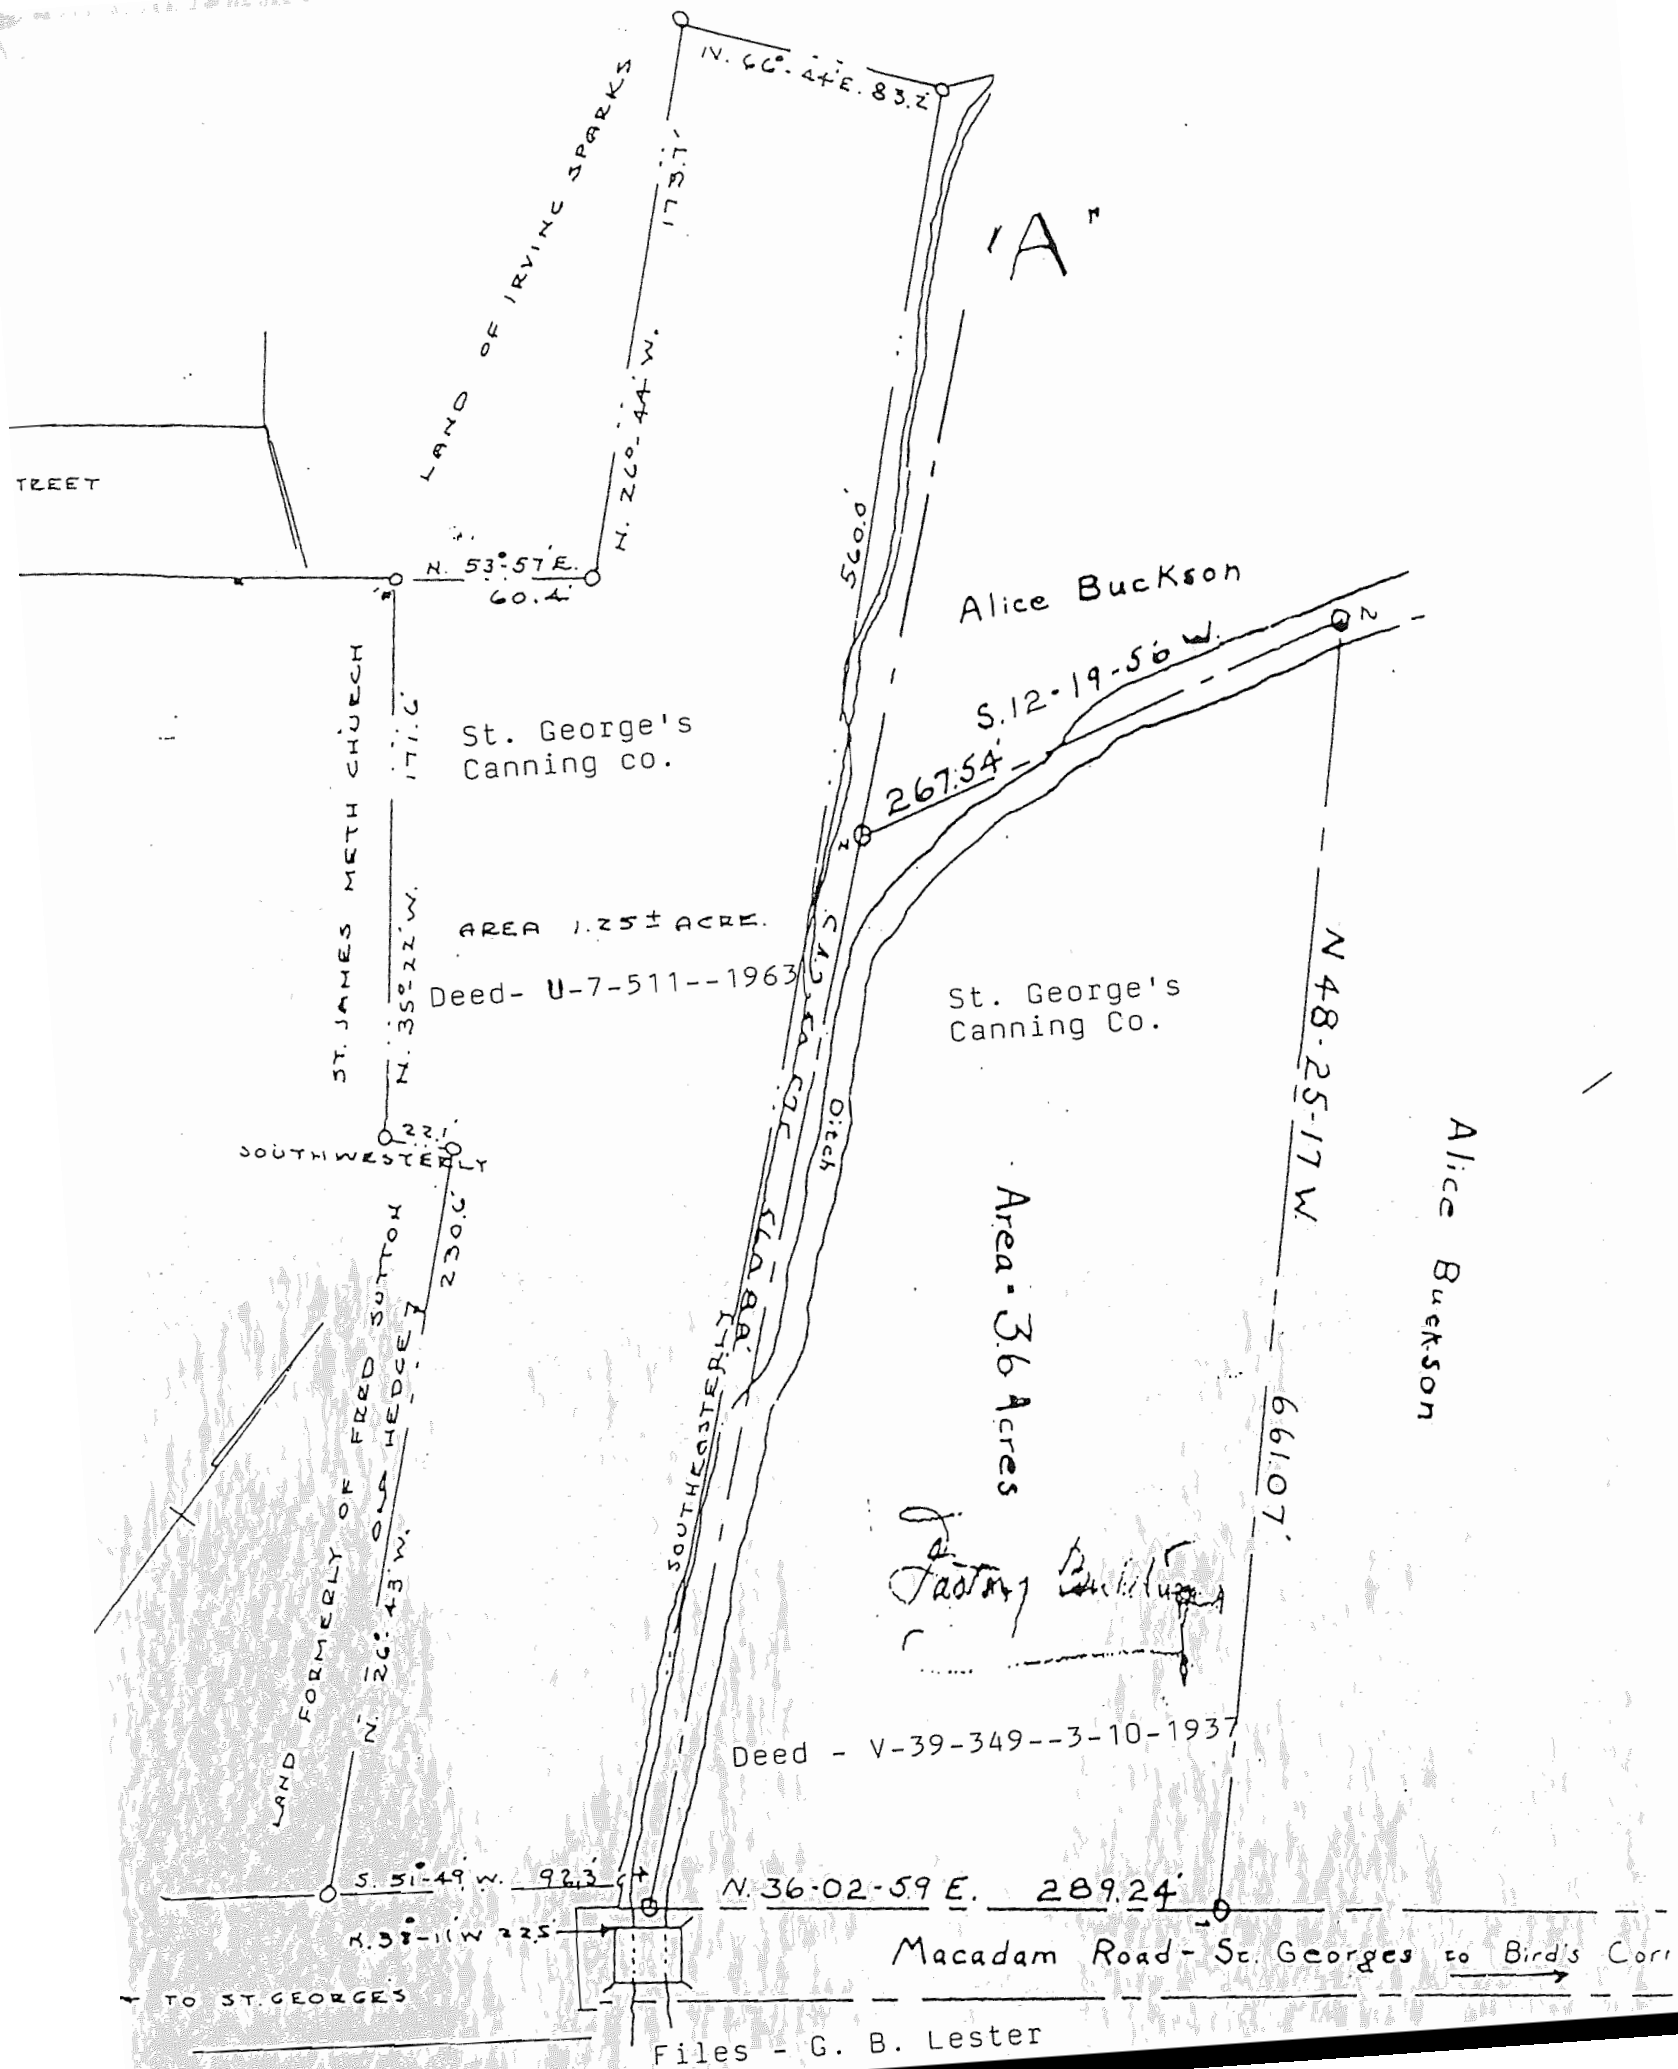 N. 66°-44'E. 83.2'
LAND OF IRVING SPARKS
173.7'
N. 26°-44' W.
"A"
TREET
N. 53°-57'E.
60.4'
560.0'
Alice Buckson
S.12-19-56 W.
267.54'
ST. JAMES METH CHURCH
171.6'
N. 35°-22' W.
St. George's
Canning co.
AREA 1.25± ACRE.
Deed- U-7-511--1963
St. George's
Canning Co.
N 48-25-17 W.
661.07'
Alice Buckson
22.1'
SOUTHWESTERLY
230.6'
Ditch
Area = 3.6 Acres
LAND FORMERLY OF FRED SUTTON
OLD HEDGE
N. 26°-43' W.
SOUTHEASTERLY
Factory Building
Deed - V-39-349--3-10-1937
S. 51°-49' W. 92.3'
N. 36-02-59 E. 289.24'
N. 38°-11' W 22.5'
Macadam Road - St. Georges to Bird's Cor
TO ST. GEORGES
Files - G. B. Lester